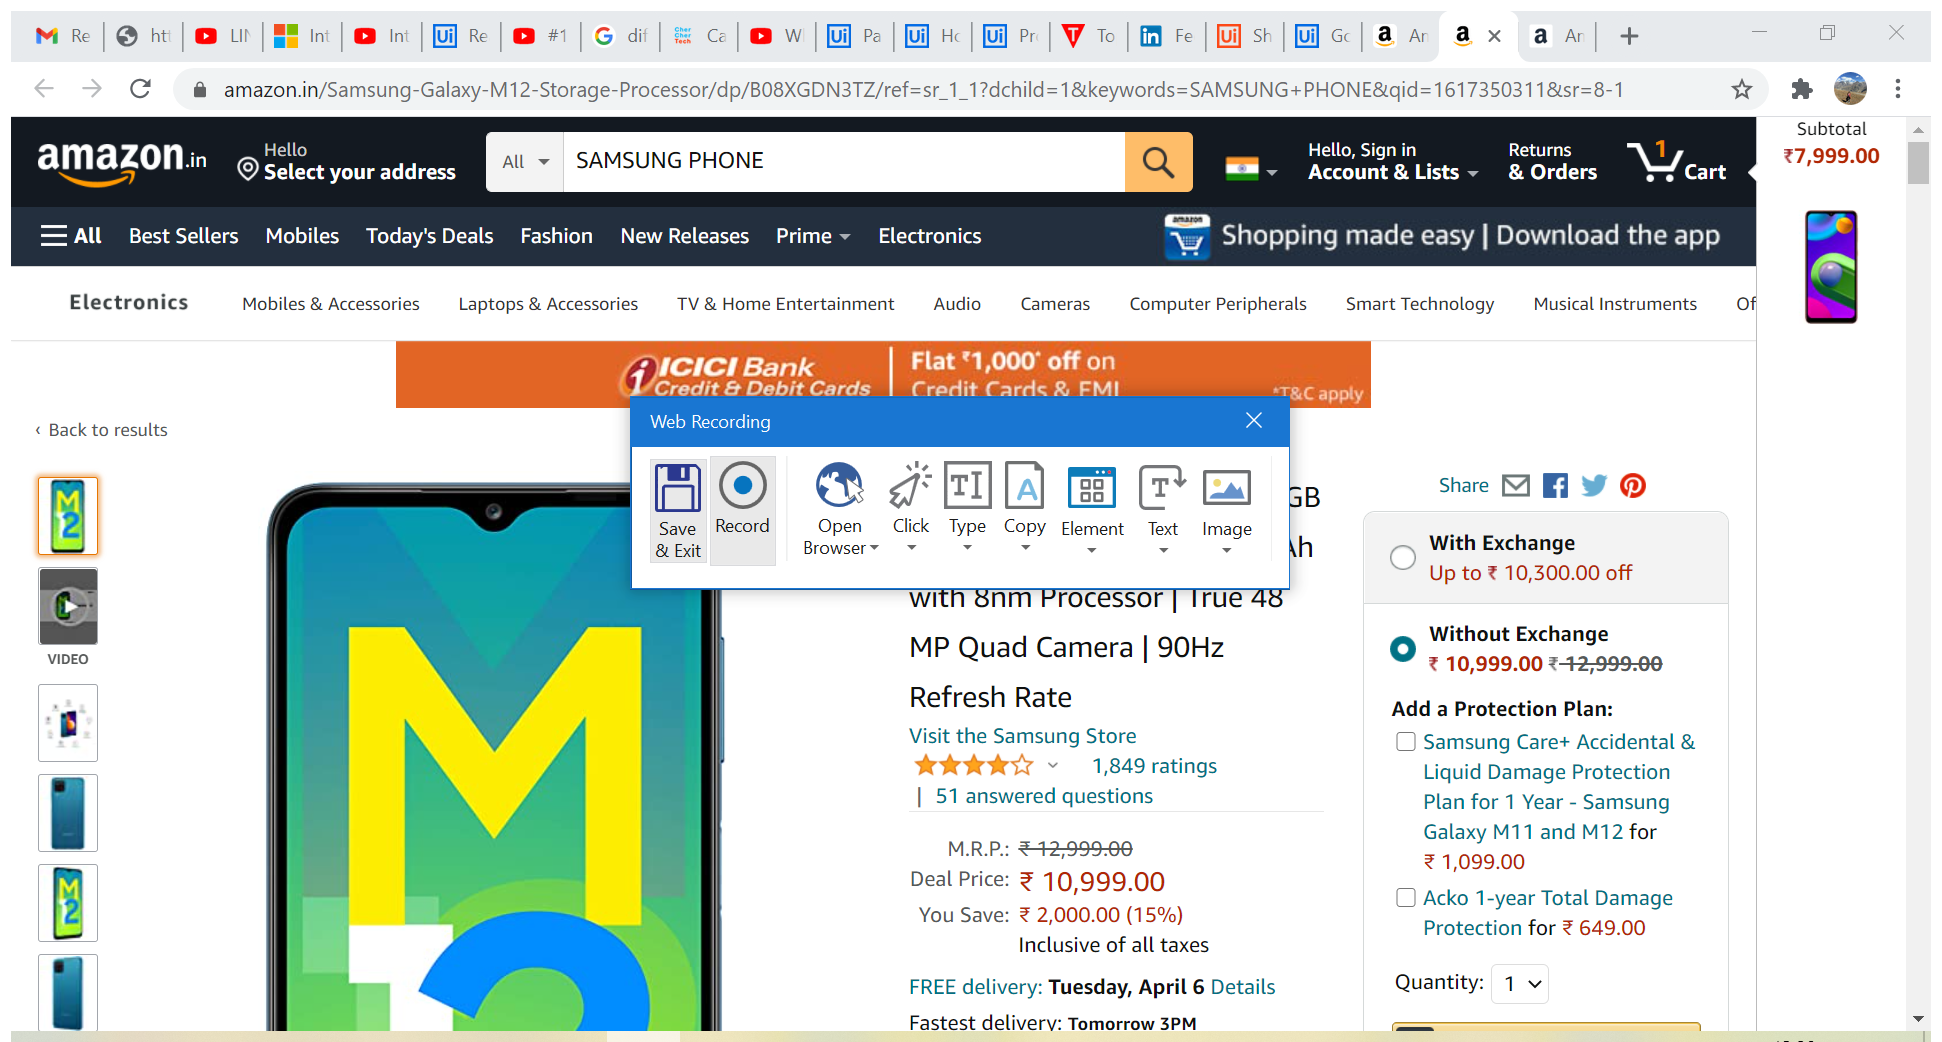 Re
htt
LIN
Int
Int
Re
#1
dif
Ca
W
Pa
Ho
Pr
To
Fe
Sh
Go
An
An
amazon.in/Samsung-Galaxy-M12-Storage-Processor/dp/B08XGDN3TZ/ref=sr_1_1?dchild=1&keywords=SAMSUNG+PHONE&qid=1617350311&sr=8-1
amazon.in
Hello
Select your address
All
SAMSUNG PHONE
Hello, Sign in
Account & Lists
Returns
& Orders
1
Cart
Subtotal
₹7,999.00
All
Best Sellers
Mobiles
Today's Deals
Fashion
New Releases
Prime
Electronics
amazon
Shopping made easy | Download the app
Electronics
Mobiles & Accessories
Laptops & Accessories
TV & Home Entertainment
Audio
Cameras
Computer Peripherals
Smart Technology
Musical Instruments
Of
ICICI Bank
Credit & Debit Cards
Flat ₹1,000* off on
Credit Cards & EMI
*T&C apply
‹ Back to results
Web Recording
Save
& Exit
Record
Open
Browser
Click
Type
Copy
Element
Text
Image
VIDEO
M
2
GB
Ah
with 8nm Processor | True 48
MP Quad Camera | 90Hz
Refresh Rate
Visit the Samsung Store
1,849 ratings
| 51 answered questions
M.R.P.: ₹ 12,999.00
Deal Price: ₹ 10,999.00
You Save: ₹ 2,000.00 (15%)
Inclusive of all taxes
FREE delivery: Tuesday, April 6 Details
Fastest delivery: Tomorrow 3PM
Share
With Exchange
Up to ₹ 10,300.00 off
Without Exchange
₹ 10,999.00 ₹ 12,999.00
Add a Protection Plan:
Samsung Care+ Accidental &
Liquid Damage Protection
Plan for 1 Year - Samsung
Galaxy M11 and M12 for
₹ 1,099.00
Acko 1-year Total Damage
Protection for ₹ 649.00
Quantity: 1